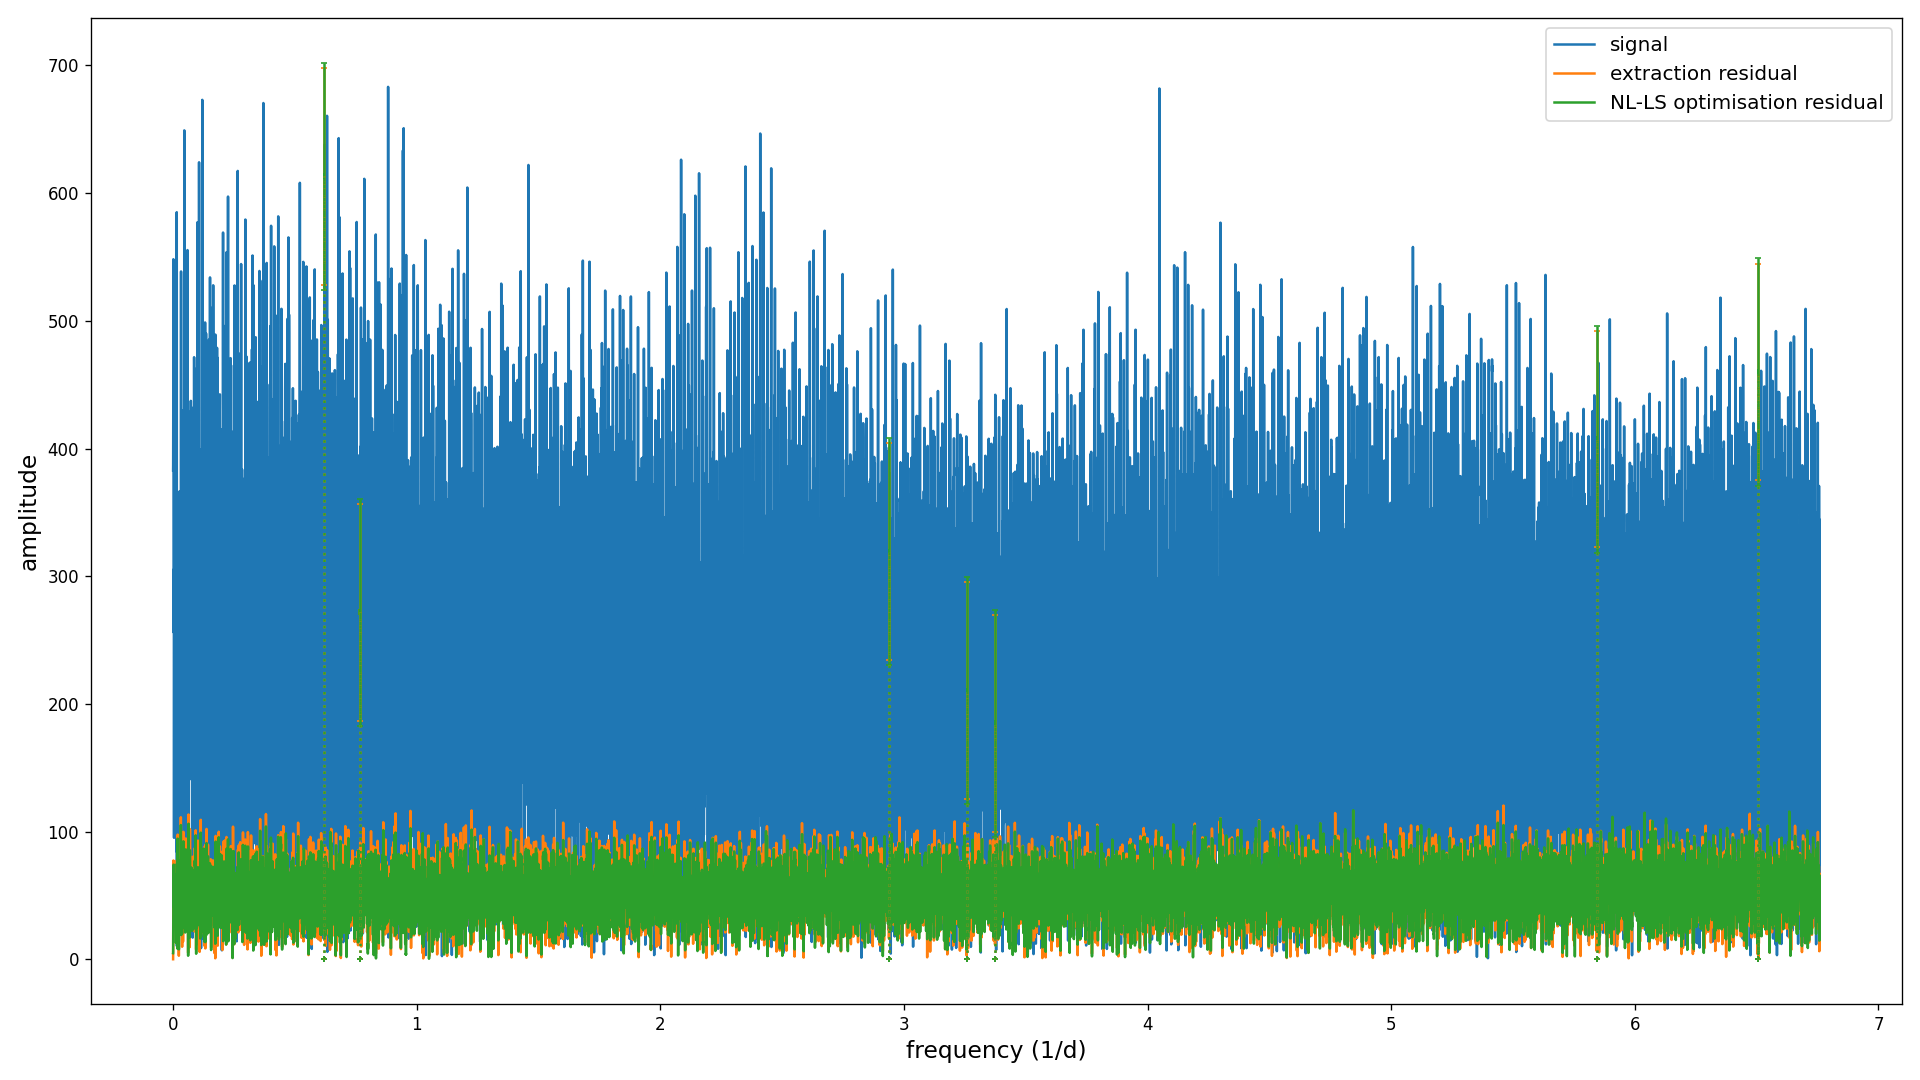 signal
extraction residual
NL-LS optimisation residual
amplitude
700
600
500
400
300
200
100
0
0 1 2 3 4 5 6 7
frequency (1/d)